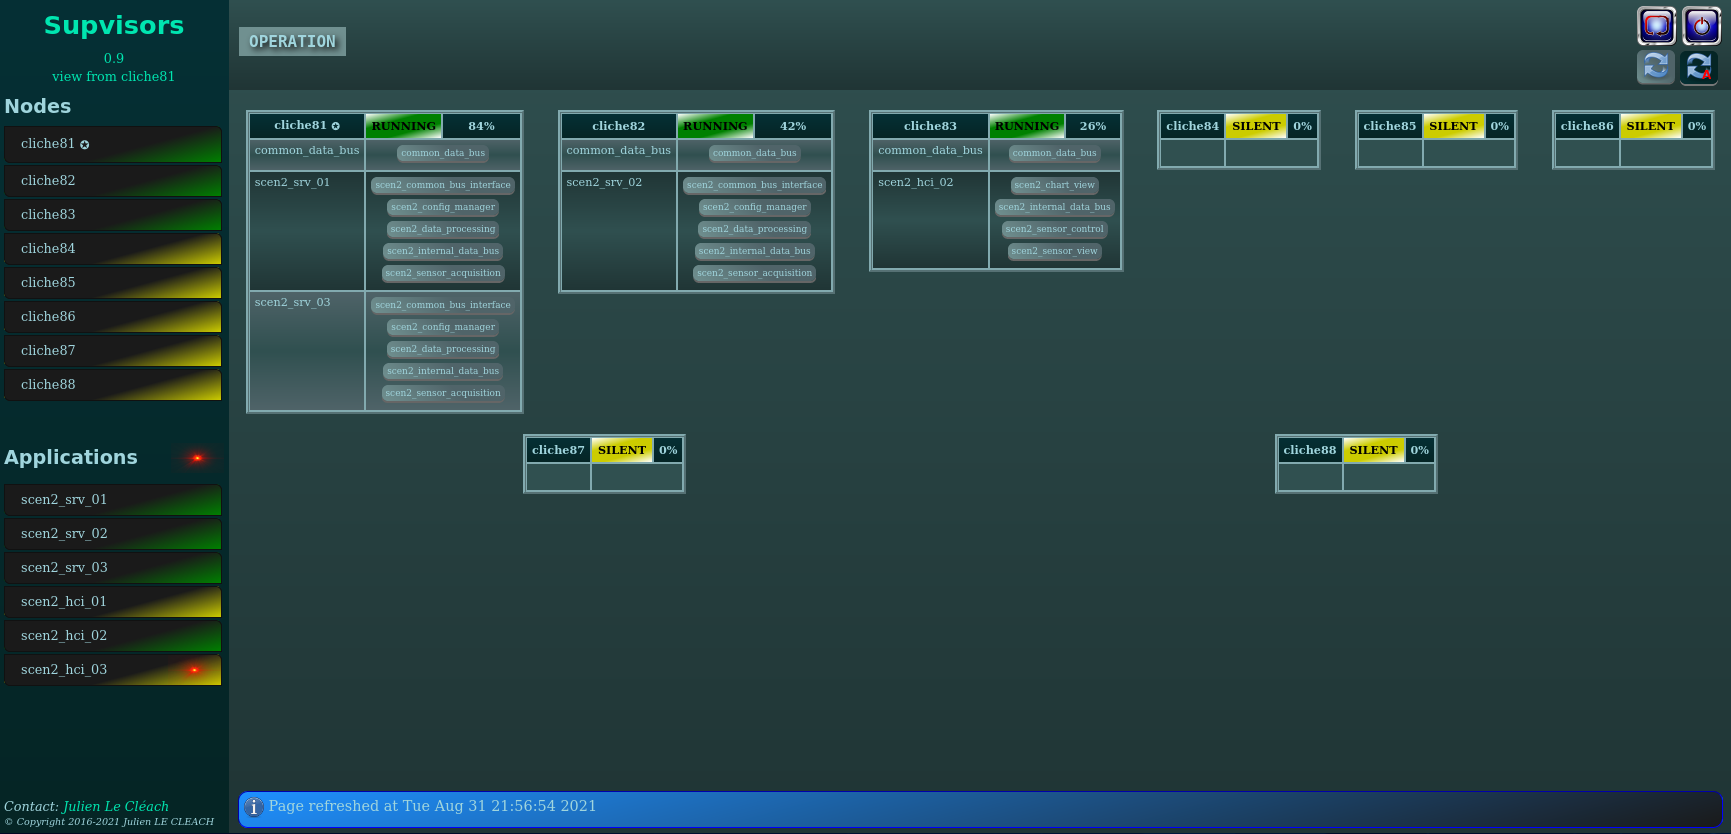 Supvisors
0.9
view from cliche81
Nodes
cliche81 ✪
cliche82
cliche83
cliche84
cliche85
cliche86
cliche87
cliche88
Applications
scen2_srv_01
scen2_srv_02
scen2_srv_03
scen2_hci_01
scen2_hci_02
scen2_hci_03
Contact: Julien Le Cléach
© Copyright 2016-2021 Julien LE CLEACH
OPERATION
cliche81 ✪ RUNNING 84%
common_data_bus common_data_bus
scen2_srv_01 scen2_common_bus_interface
scen2_config_manager
scen2_data_processing
scen2_internal_data_bus
scen2_sensor_acquisition
scen2_srv_03 scen2_common_bus_interface
scen2_config_manager
scen2_data_processing
scen2_internal_data_bus
scen2_sensor_acquisition
cliche82 RUNNING 42%
common_data_bus common_data_bus
scen2_srv_02 scen2_common_bus_interface
scen2_config_manager
scen2_data_processing
scen2_internal_data_bus
scen2_sensor_acquisition
cliche83 RUNNING 26%
common_data_bus common_data_bus
scen2_hci_02 scen2_chart_view
scen2_internal_data_bus
scen2_sensor_control
scen2_sensor_view
cliche84 SILENT 0%
cliche85 SILENT 0%
cliche86 SILENT 0%
cliche87 SILENT 0%
cliche88 SILENT 0%
Page refreshed at Tue Aug 31 21:56:54 2021